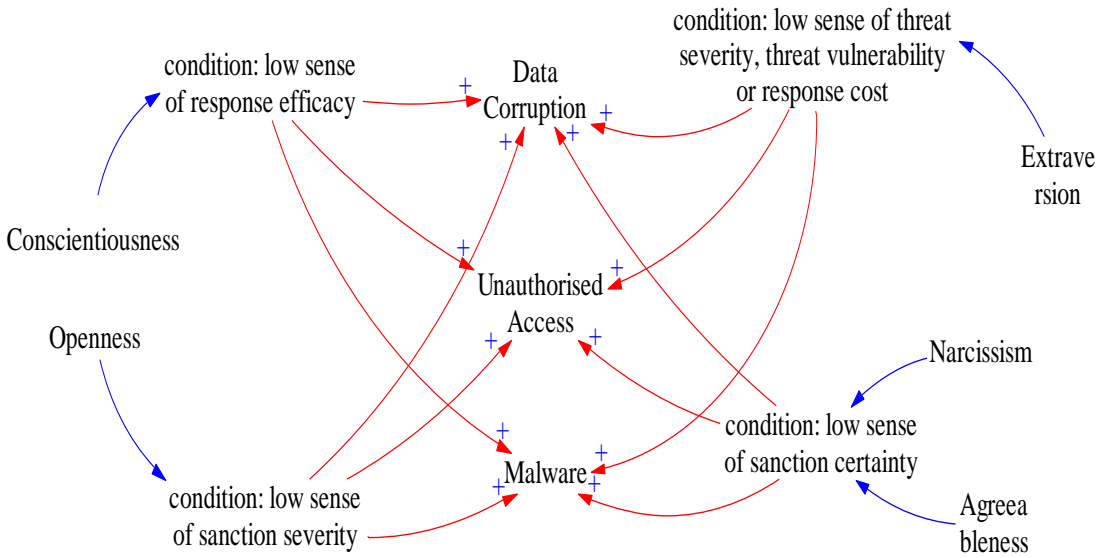 condition: low sense
of response efficacy
+
Data
Corruption
+
+
+
condition: low sense of threat
severity, threat vulnerability
or response cost
Extrave
rsion
Conscientiousness
+
Unauthorised
Access
+
+
+
Openness
Narcissism
condition: low sense
of sanction certainty
+
Malware
+
+
+
condition: low sense
of sanction severity
Agreea
bleness